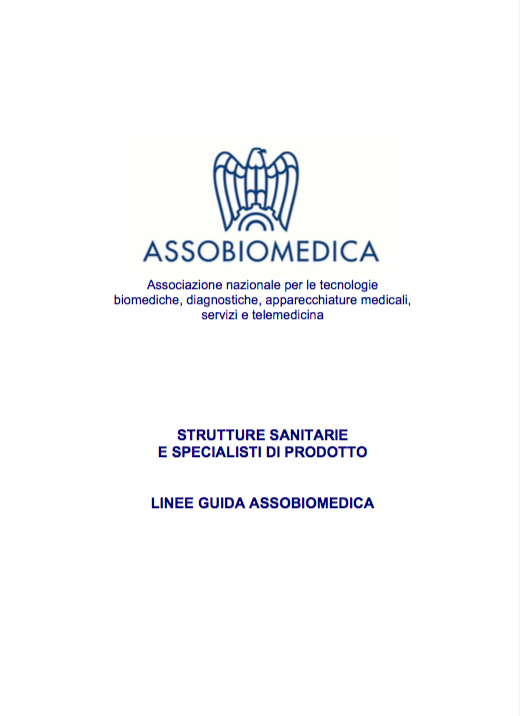 ASSOBIOMEDICA
Associazione nazionale per le tecnologie
biomediche, diagnostiche, apparecchiature medicali,
servizi e telemedicina
STRUTTURE SANITARIE
E SPECIALISTI DI PRODOTTO
LINEE GUIDA ASSOBIOMEDICA